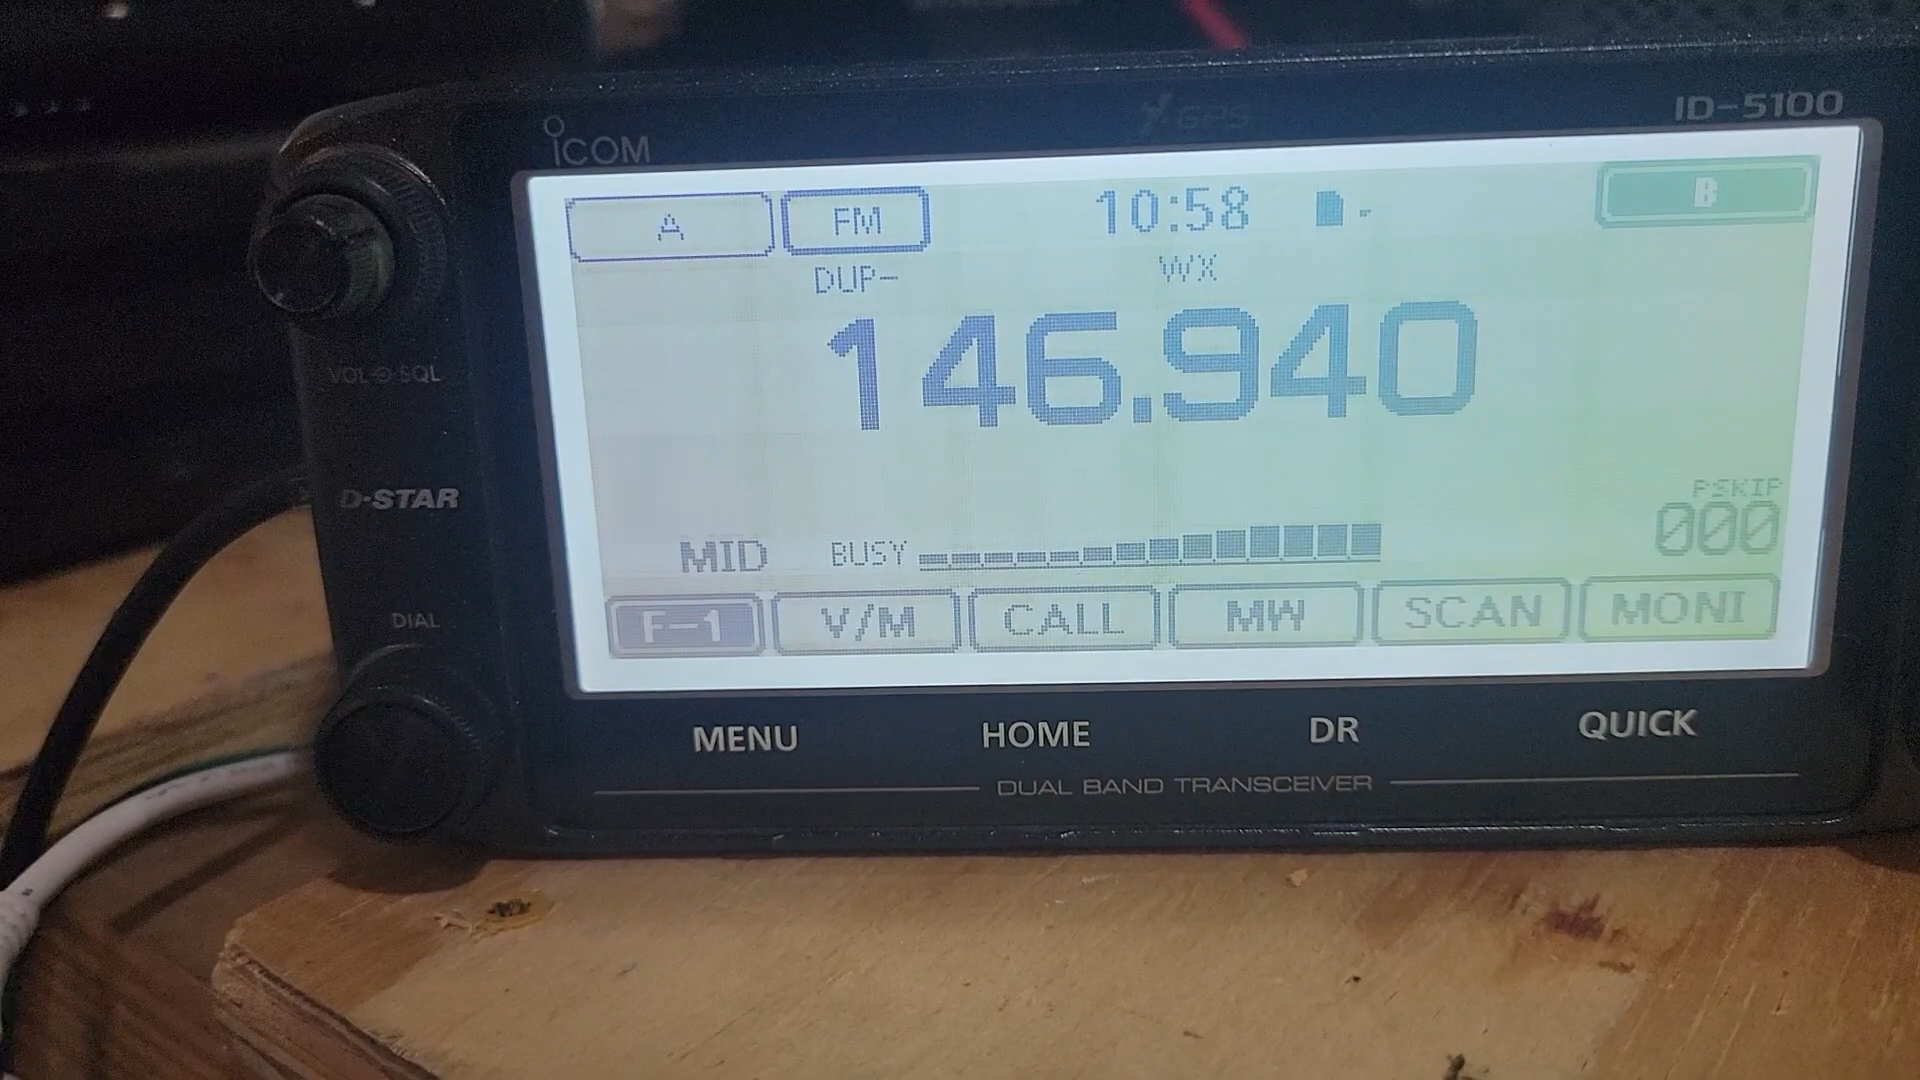 ICOM
GPS
ID-5100
A
FM
10:58
B
DUP-
WX
146.940
VOL SQL
D-STAR
PSKIP
000
MID
BUSY
F-1
V/M
CALL
MW
SCAN
MONI
DIAL
MENU
HOME
DR
QUICK
DUAL BAND TRANSCEIVER